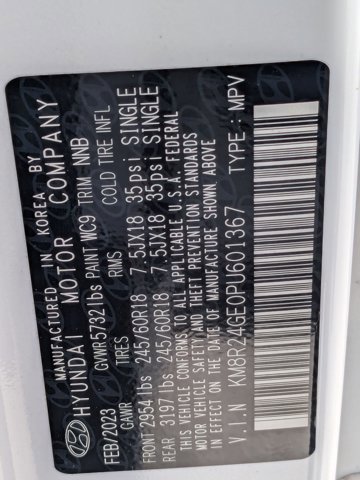 MANUFACTURED IN KOREA BY
HYUNDAI MOTOR COMPANY
FEB/2023 GVWR5732 lbs PAINT WC9 TRIM NNB
GAWR TIRES RIMS COLD TIRE INFL
FRONT 2954 lbs 245/60R18 7.5JX18 35psi SINGLE
REAR 3197 lbs 245/60R18 7.5JX18 35psi SINGLE
THIS VEHICLE CONFORMS TO ALL APPLICABLE U.S.A. FEDERAL
MOTOR VEHICLE SAFETY AND THEFT PREVENTION STANDARDS
IN EFFECT ON THE DATE OF MANUFACTURE SHOWN ABOVE.
V.I.N KM8R24GE0PU601367 TYPE : MPV